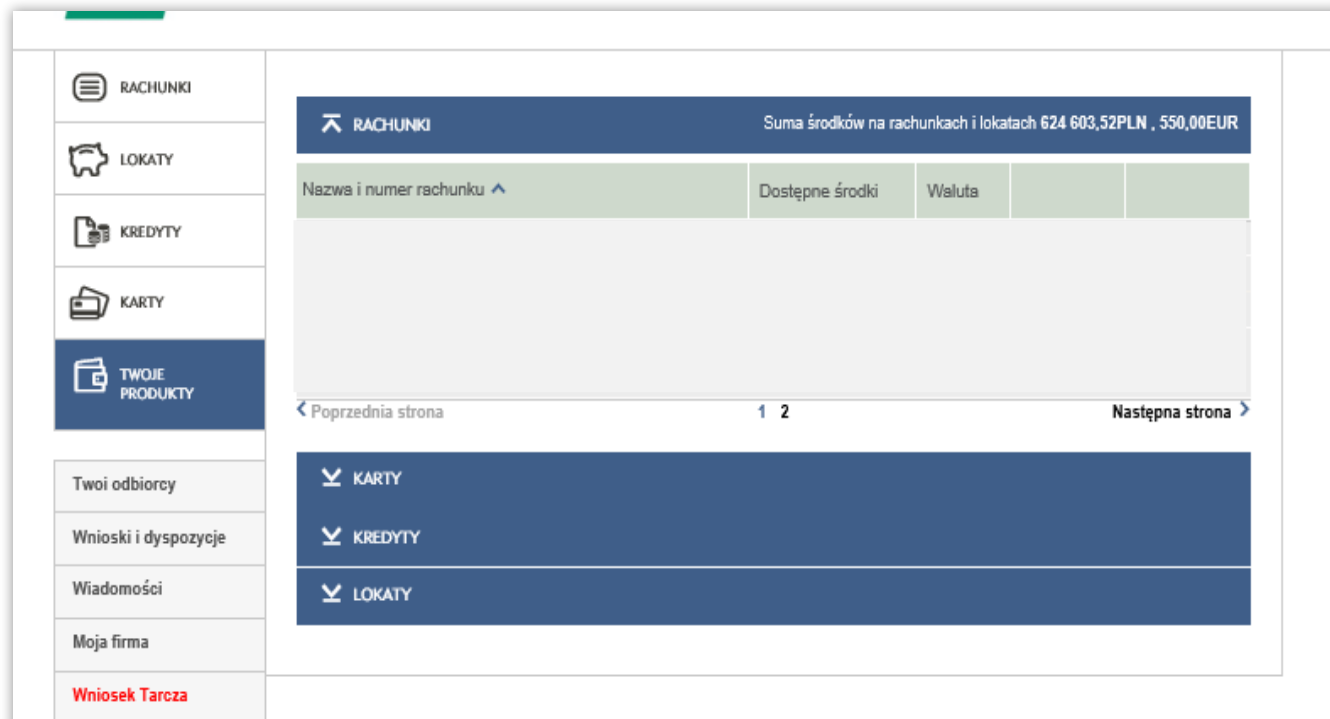 RACHUNKI
LOKATY
KREDYTY
KARTY
TWOJE
PRODUKTY
Twoi odbiorcy
Wnioski i dyspozycje
Wiadomości
Moja firma
Wniosek Tarcza
RACHUNKI Suma środków na rachunkach i lokatach 624 603,52PLN , 550,00EUR
Nazwa i numer rachunku Dostępne środki Waluta
Poprzednia strona 1 2 Następna strona
KARTY
KREDYTY
LOKATY